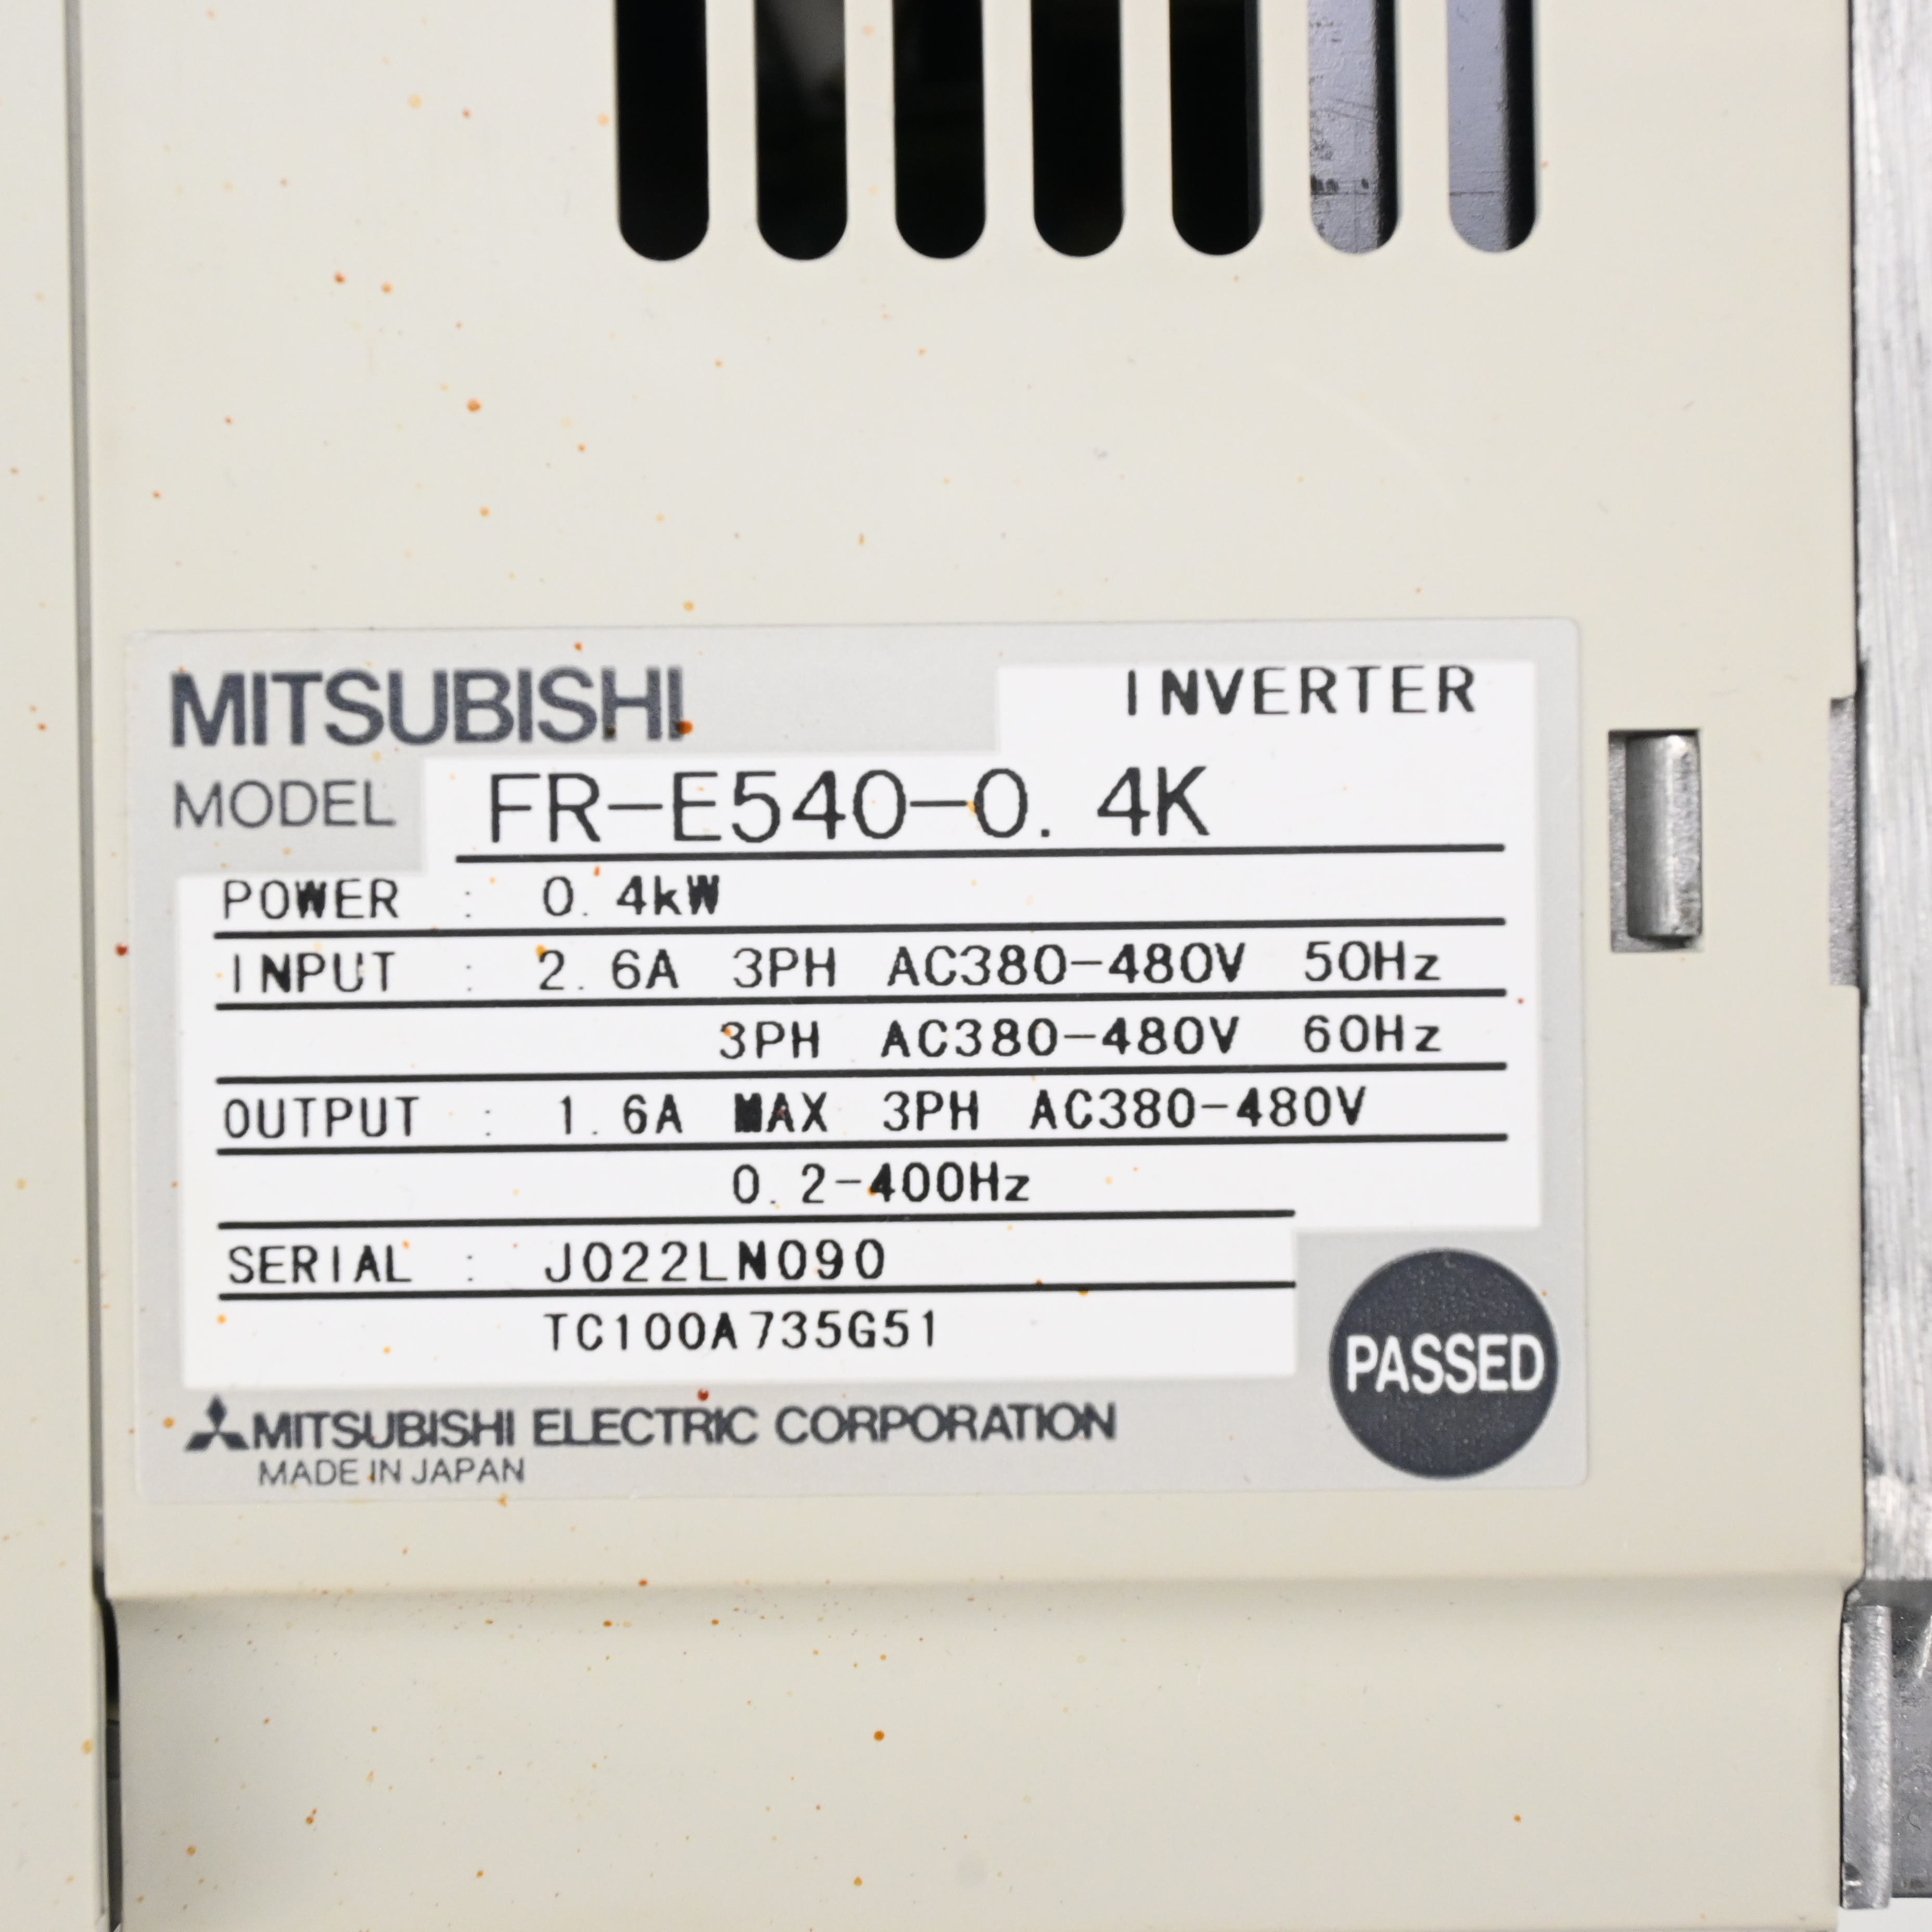 MITSUBISHI INVERTER
MODEL FR-E540-0.4K
POWER : 0.4kW
INPUT : 2.6A 3PH AC380-480V 50Hz
3PH AC380-480V 60Hz
OUTPUT : 1.6A MAX 3PH AC380-480V
0.2-400Hz
SERIAL : J022LN090
TC100A735G51
PASSED
MITSUBISHI ELECTRIC CORPORATION
MADE IN JAPAN